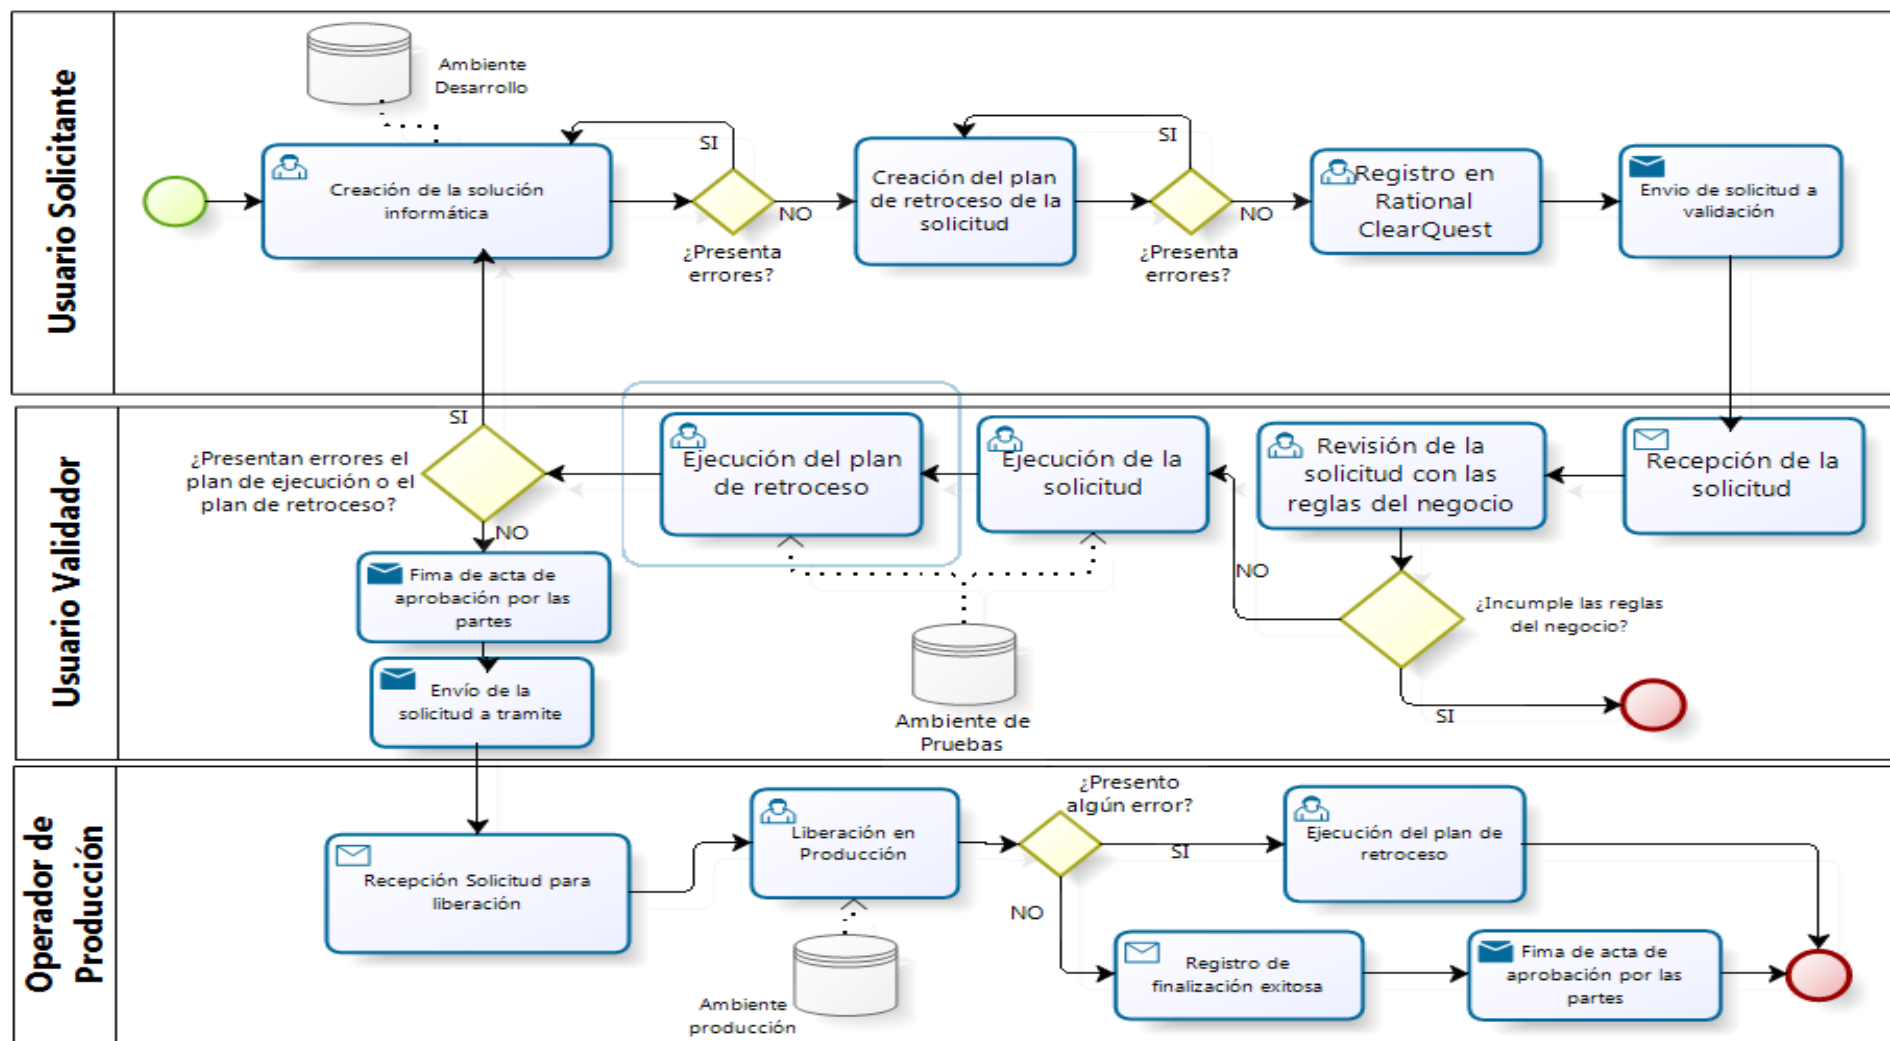 Usuario Solicitante
Ambiente
Desarrollo
Creación de la solución
informática
SI
NO
¿Presenta
errores?
Creación del plan
de retroceso de la
solicitud
SI
NO
¿Presenta
errores?
Registro en
Rational
ClearQuest
Envio de solicitud a
validación
Usuario Validador
SI
¿Presentan errores el
plan de ejecución o el
plan de retroceso?
NO
Ejecución del plan
de retroceso
Ejecución de la
solicitud
Revisión de la
solicitud con las
reglas del negocio
Recepción de la
solicitud
NO
¿Incumple las reglas
del negocio?
SI
Fima de acta de
aprobación por las
partes
Envío de la
solicitud a tramite
Ambiente de
Pruebas
Operador de
Producción
Recepción Solicitud para
liberación
Liberación en
Producción
Ambiente
producción
¿Presento
algún error?
SI
NO
Ejecución del plan de
retroceso
Registro de
finalización exitosa
Fima de acta de
aprobación por las
partes